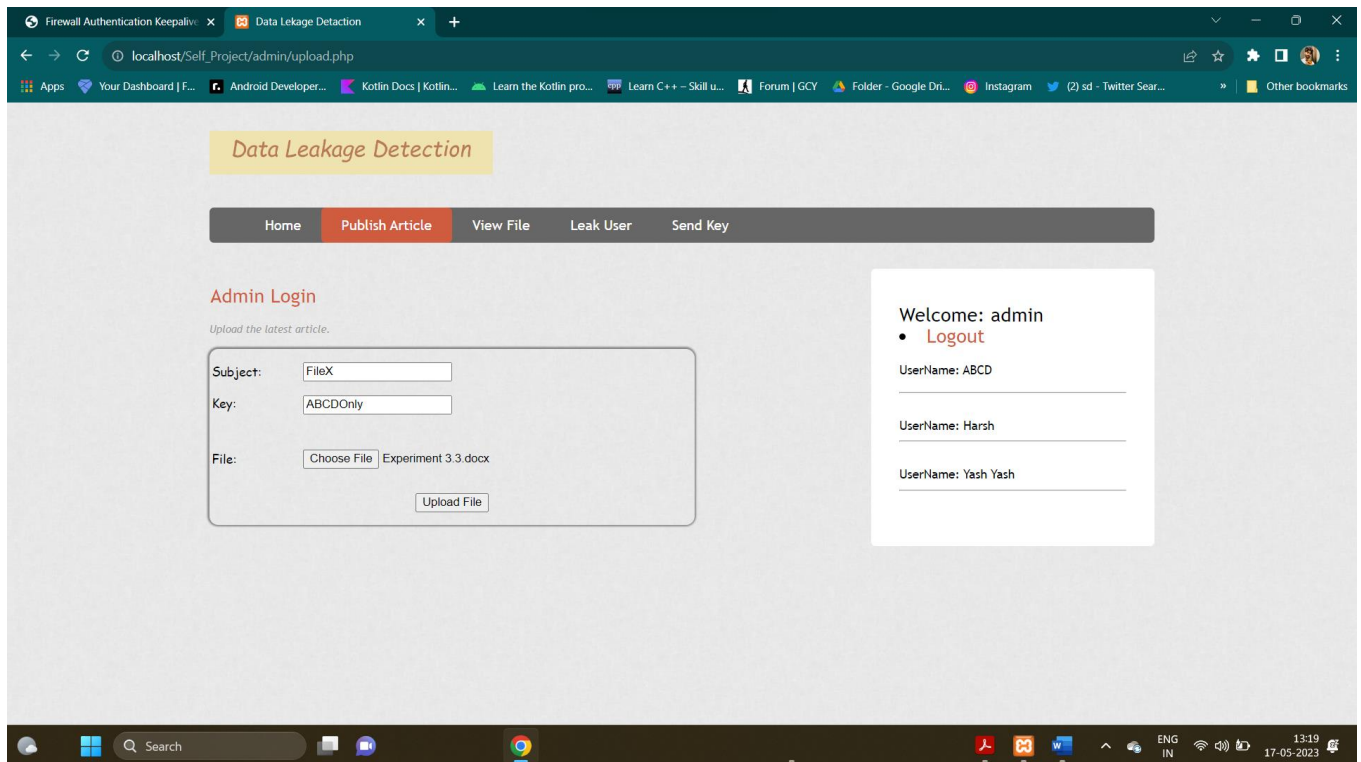 Firewall Authentication Keepalive
Data Lekage Detaction
localhost/Self_Project/admin/upload.php
Apps Your Dashboard | F... Android Developer... Kotlin Docs | Kotlin... Learn the Kotlin pro... Learn C++ – Skill u... Forum | GCY Folder - Google Dri... Instagram (2) sd - Twitter Sear... » Other bookmarks
Data Leakage Detection
Home Publish Article View File Leak User Send Key
Admin Login
Upload the latest article.
Subject: FileX
Key: ABCDOnly
File: Choose File Experiment 3.3.docx
Upload File
Welcome: admin
• Logout
UserName: ABCD
UserName: Harsh
UserName: Yash Yash
Search
ENG
IN
13:19
17-05-2023